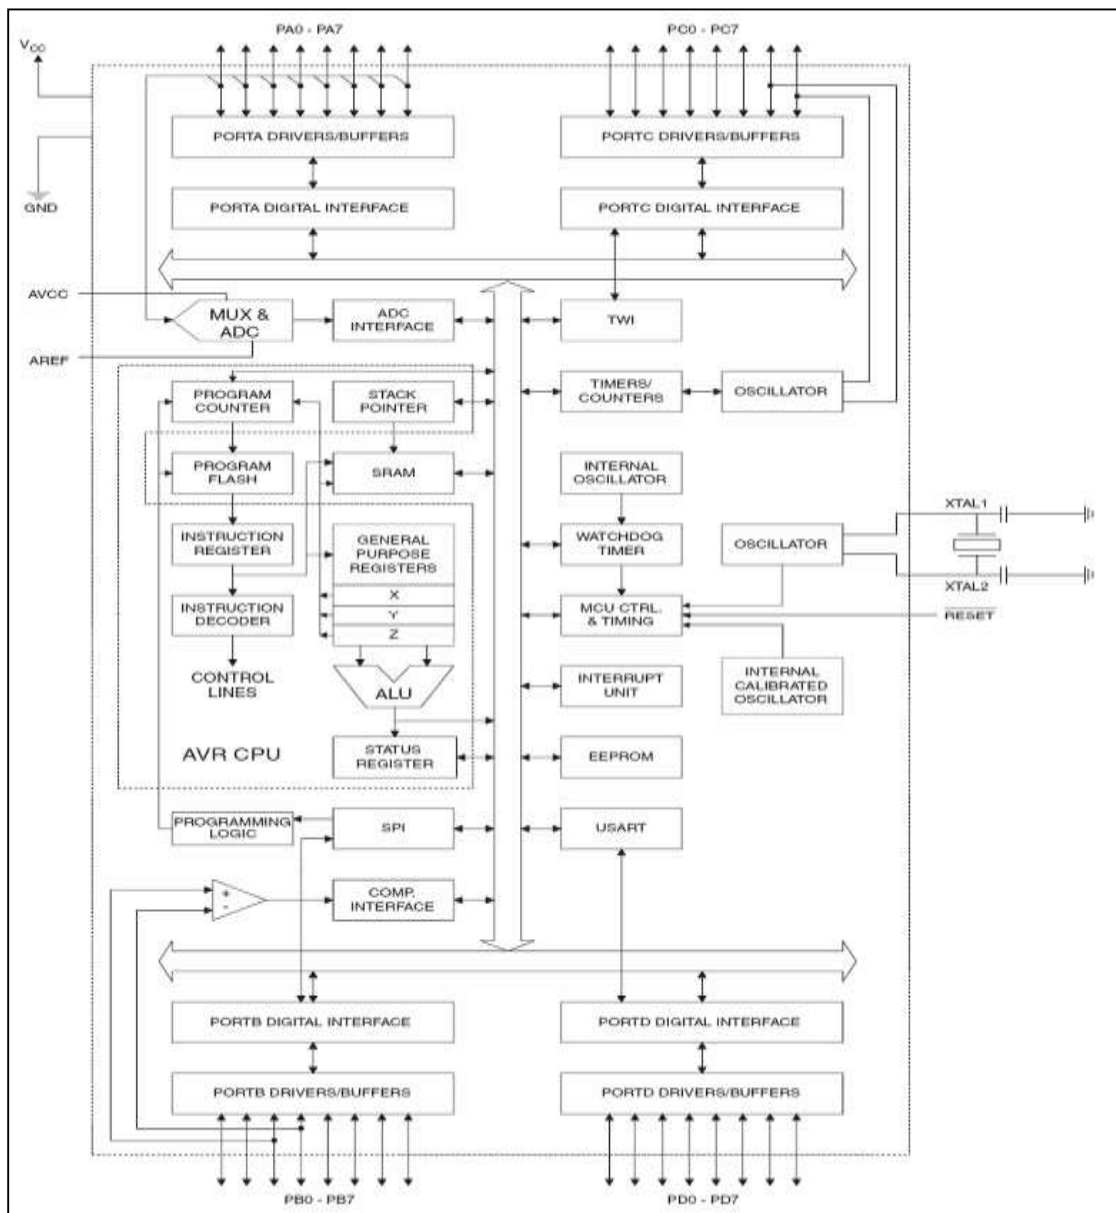 PA0 - PA7
PC0 - PC7
VCC
PORTA DRIVERS/BUFFERS
PORTC DRIVERS/BUFFERS
GND
PORTA DIGITAL INTERFACE
PORTC DIGITAL INTERFACE
AVCC
MUX &
ADC
ADC
INTERFACE
TWI
AREF
PROGRAM
COUNTER
STACK
POINTER
TIMERS/
COUNTERS
OSCILLATOR
PROGRAM
FLASH
SRAM
INTERNAL
OSCILLATOR
XTAL1
INSTRUCTION
REGISTER
GENERAL
PURPOSE
REGISTERS
WATCHDOG
TIMER
OSCILLATOR
XTAL2
X
Y
Z
INSTRUCTION
DECODER
MCU CTRL.
& TIMING
RESET
CONTROL
LINES
ALU
INTERRUPT
UNIT
INTERNAL
CALIBRATED
OSCILLATOR
AVR CPU
STATUS
REGISTER
EEPROM
PROGRAMMING
LOGIC
SPI
USART
+
-
COMP.
INTERFACE
PORTB DIGITAL INTERFACE
PORTD DIGITAL INTERFACE
PORTB DRIVERS/BUFFERS
PORTD DRIVERS/BUFFERS
PB0 - PB7
PD0 - PD7